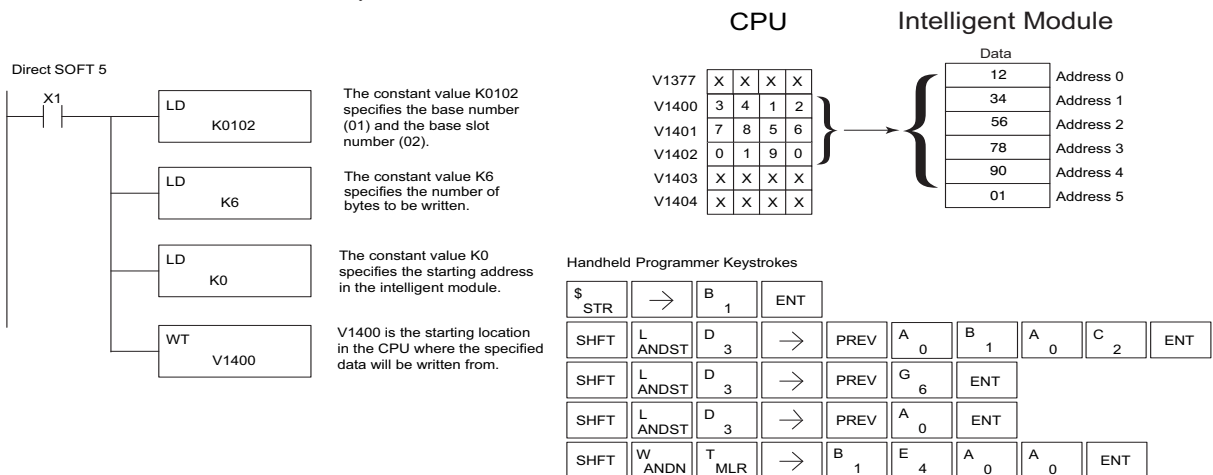 CPU
Intelligent Module
Direct SOFT 5
X1
LD
K0102
The constant value K0102
specifies the base number
(01) and the base slot
number (02).
LD
K6
The constant value K6
specifies the number of
bytes to be written.
LD
K0
The constant value K0
specifies the starting address
in the intelligent module.
WT
V1400
V1400 is the starting location
in the CPU where the specified
data will be written from.
Data
V1377 X X X X
V1400 3 4 1 2
V1401 7 8 5 6
V1402 0 1 9 0
V1403 X X X X
V1404 X X X X
12 Address 0
34 Address 1
56 Address 2
78 Address 3
90 Address 4
01 Address 5
Handheld Programmer Keystrokes
$ STR → B 1 ENT
SHFT L ANDST D 3 → PREV A 0 B 1 A 0 C 2 ENT
SHFT L ANDST D 3 → PREV G 6 ENT
SHFT L ANDST D 3 → PREV A 0 ENT
SHFT W ANDN T MLR → B 1 E 4 A 0 A 0 ENT